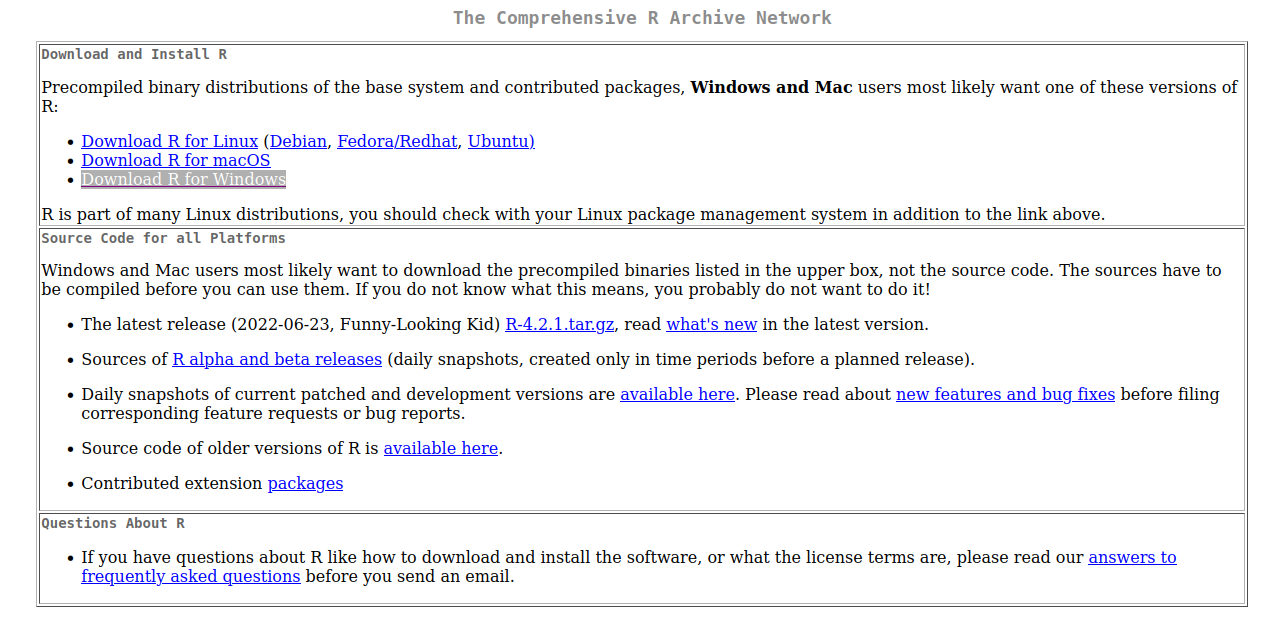 The Comprehensive R Archive Network
Download and Install R
Precompiled binary distributions of the base system and contributed packages, Windows and Mac users most likely want one of these versions of
R:
• Download R for Linux (Debian, Fedora/Redhat, Ubuntu)
• Download R for macOS
• Download R for Windows
R is part of many Linux distributions, you should check with your Linux package management system in addition to the link above.
Source Code for all Platforms
Windows and Mac users most likely want to download the precompiled binaries listed in the upper box, not the source code. The sources have to
be compiled before you can use them. If you do not know what this means, you probably do not want to do it!
• The latest release (2022-06-23, Funny-Looking Kid) R-4.2.1.tar.gz, read what's new in the latest version.
• Sources of R alpha and beta releases (daily snapshots, created only in time periods before a planned release).
• Daily snapshots of current patched and development versions are available here. Please read about new features and bug fixes before filing
corresponding feature requests or bug reports.
• Source code of older versions of R is available here.
• Contributed extension packages
Questions About R
• If you have questions about R like how to download and install the software, or what the license terms are, please read our answers to
frequently asked questions before you send an email.